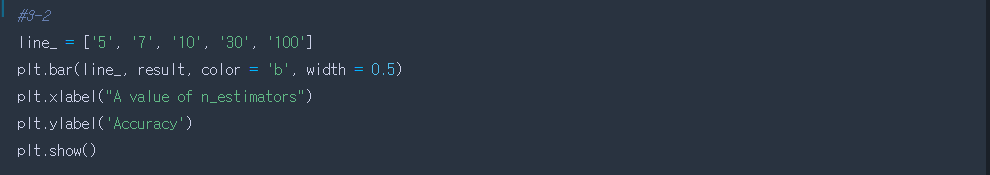 #3-2
line_ = ['5', '7', '10', '30', '100']
plt.bar(line_, result, color = 'b', width = 0.5)
plt.xlabel("A value of n_estimators")
plt.ylabel('Accuracy')
plt.show()